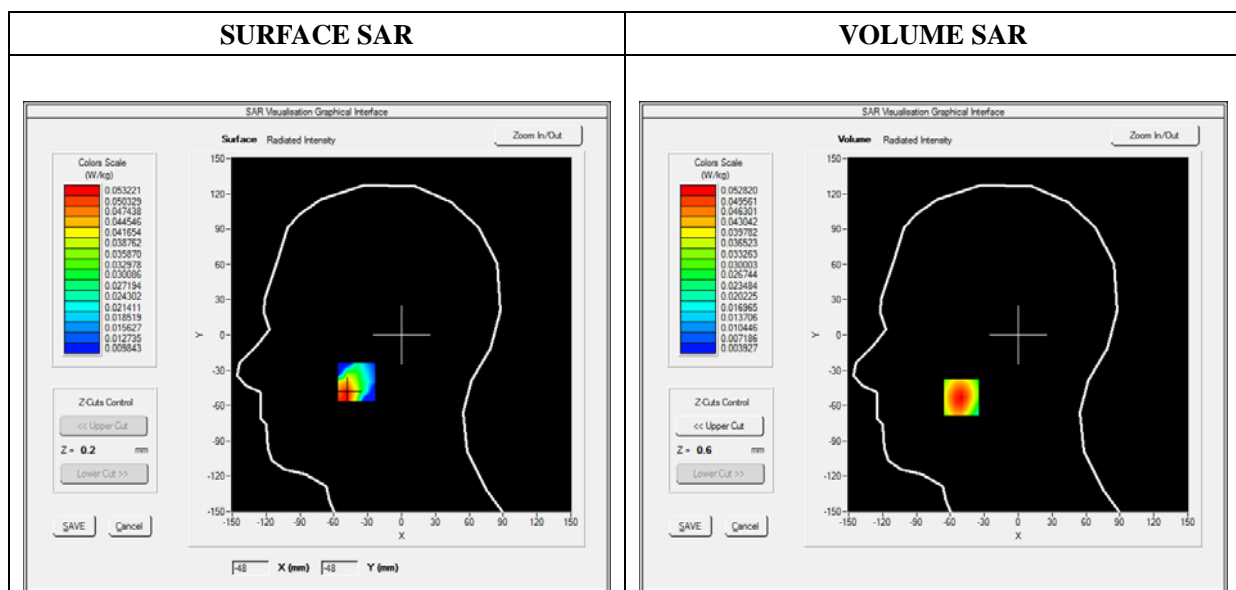 SURFACE SAR
VOLUME SAR
SAR Visualisation Graphical Interface
Surface Radiated Intensity
Zoom In/Out
Colors Scale
(W/kg)
0.053221
0.050329
0.047438
0.044546
0.041654
0.038762
0.035870
0.032978
0.030086
0.027194
0.024302
0.021411
0.018519
0.015627
0.012735
0.009843
Z-Cuts Control
<< Upper Cut
Z = 0.2 mm
Lower Cut >>
SAVE Cancel
150
120
90
60
30
0
-30
-60
-90
-120
-150
Y
-150 -120 -90 -60 -30 0 30 60 90 120 150
X
-48 X (mm) -48 Y (mm)
SAR Visualisation Graphical Interface
Volume Radiated Intensity
Zoom In/Out
Colors Scale
(W/kg)
0.052820
0.049561
0.046301
0.043042
0.039782
0.036523
0.033263
0.030003
0.026744
0.023484
0.020225
0.016965
0.013706
0.010446
0.007186
0.003927
Z-Cuts Control
<< Upper Cut
Z = 0.6 mm
Lower Cut >>
SAVE Cancel
150
120
90
60
30
0
-30
-60
-90
-120
-150
Y
-150 -120 -90 -60 -30 0 30 60 90 120 150
X